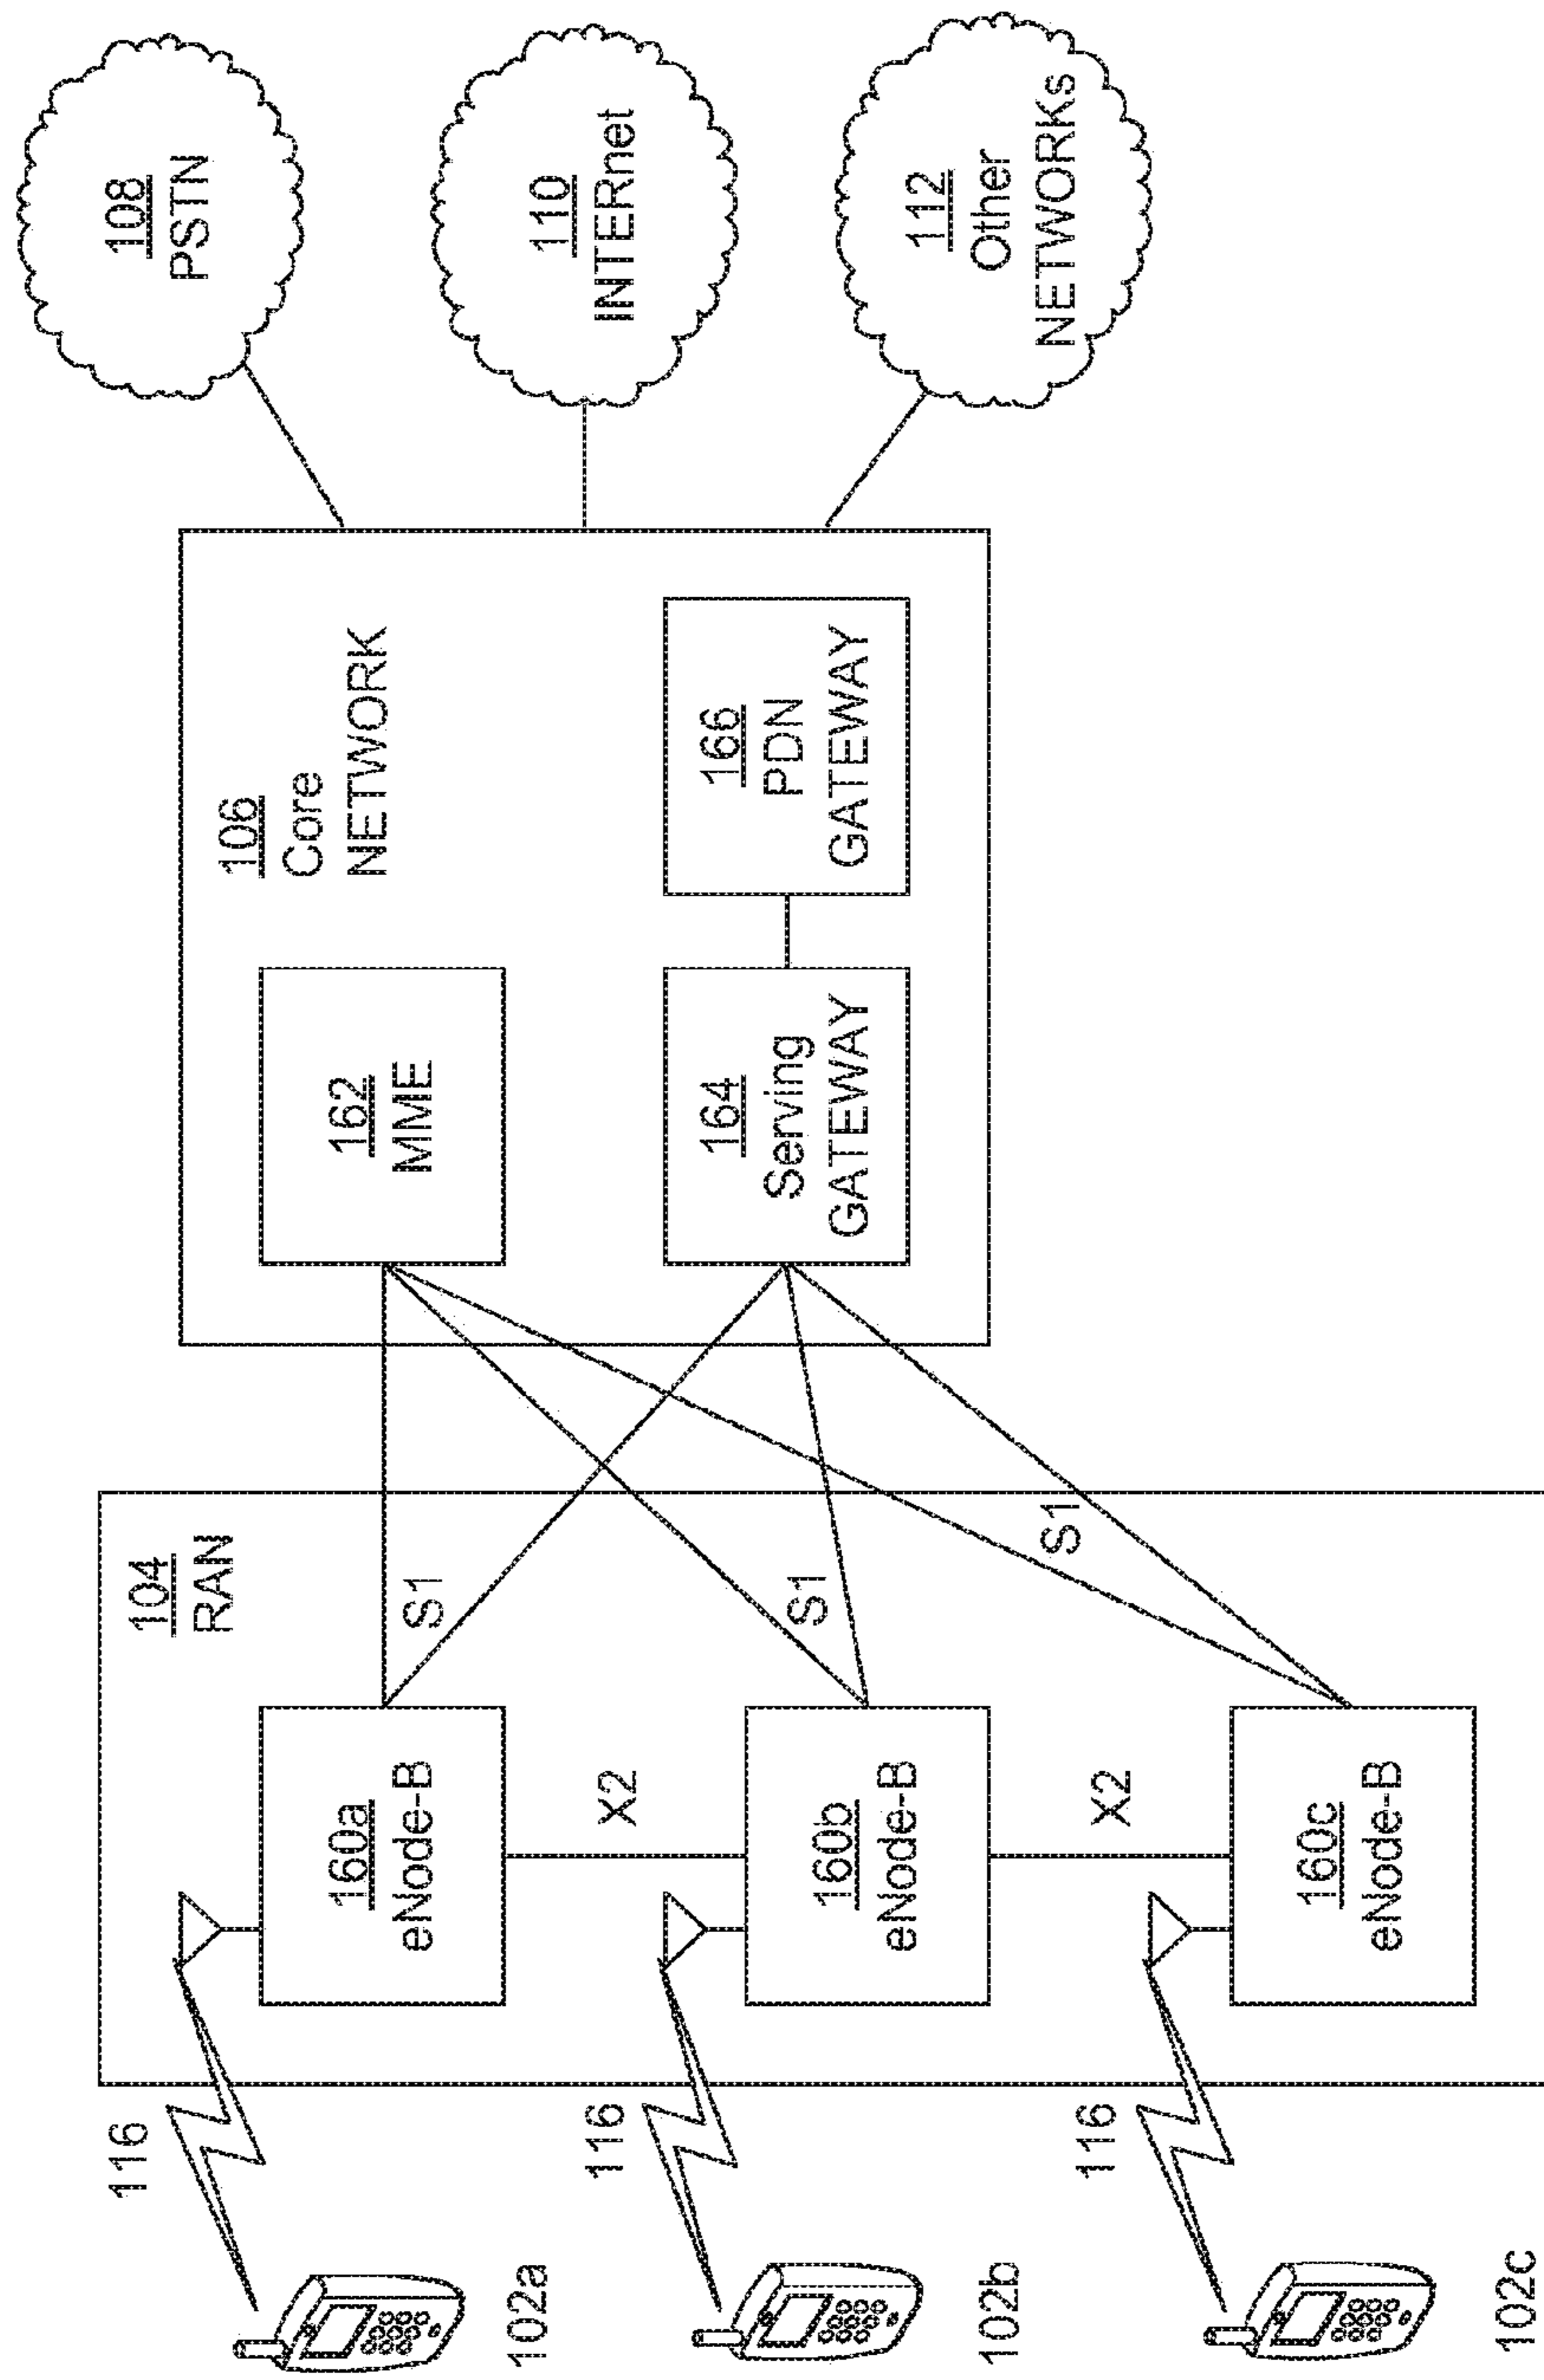 116
102a
116
102b
116
102c
104
RAN
160a
eNode-B
X2
160b
eNode-B
X2
160c
eNode-B
S1
S1
S1
106
Core
NETWORK
162
MME
164
Serving
GATEWAY
166
PDN
GATEWAY
108
PSTN
110
INTERnet
112
Other
NETWORKs